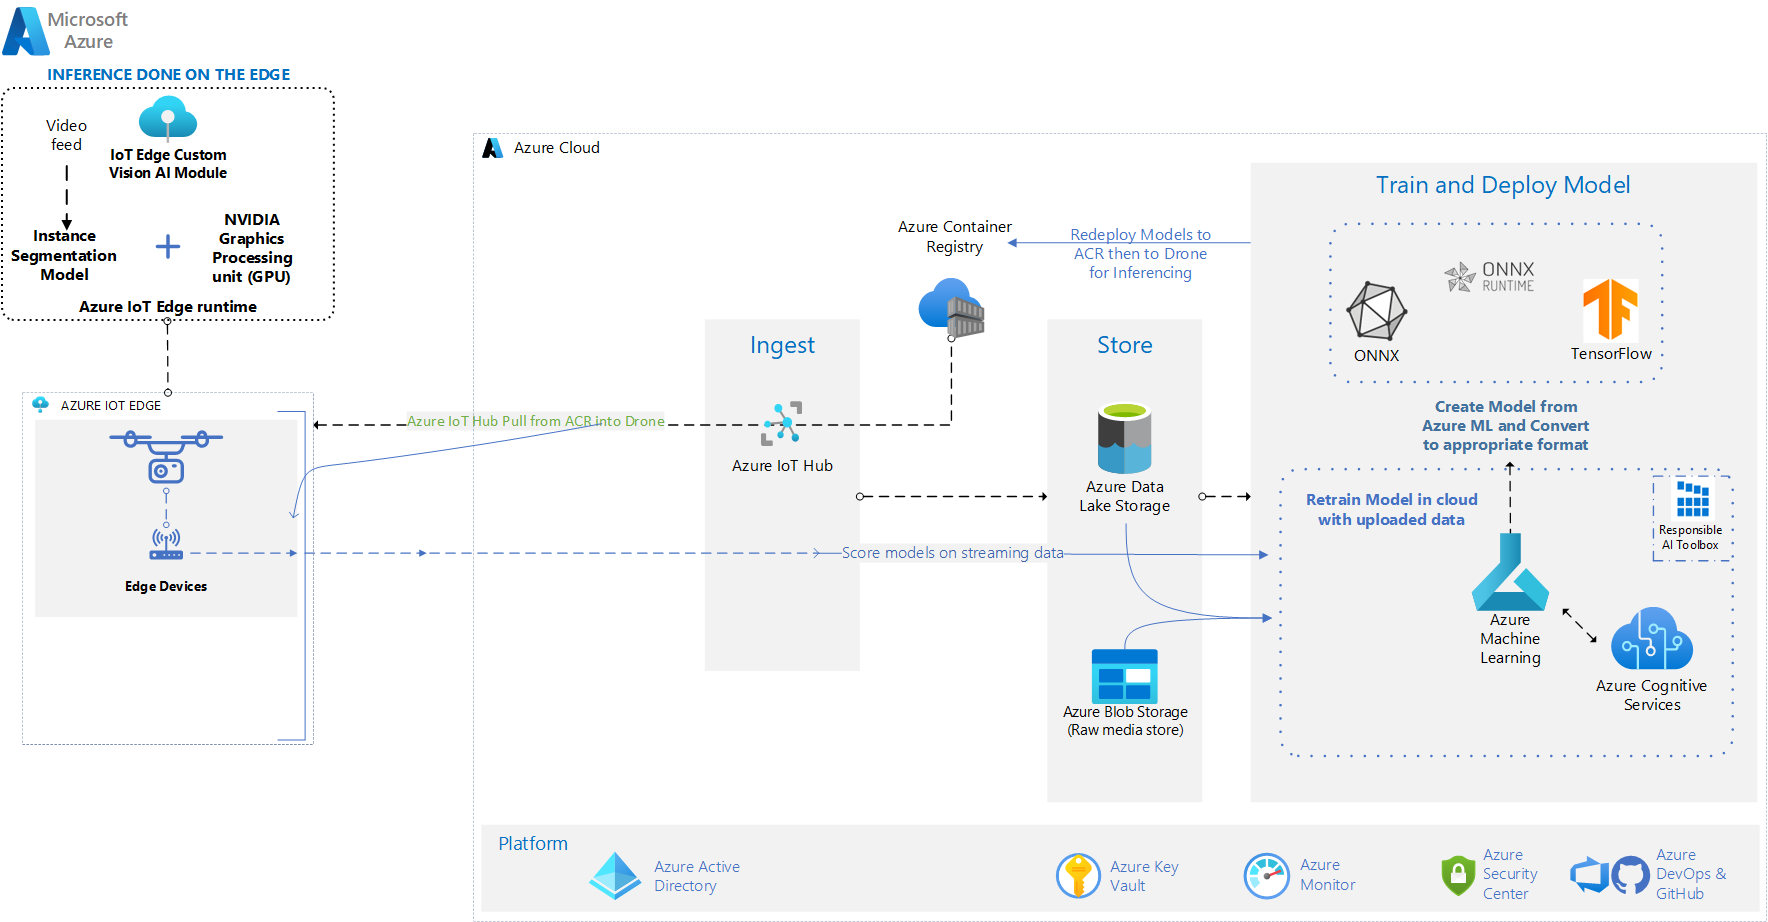 Microsoft
Azure
INFERENCE DONE ON THE EDGE
Video
feed
IoT Edge Custom
Vision AI Module
Instance
Segmentation
Model
NVIDIA
Graphics
Processing
unit (GPU)
Azure IoT Edge runtime
AZURE IOT EDGE
Edge Devices
Azure Cloud
Azure IoT Hub Pull from ACR into Drone
Ingest
Azure IoT Hub
Azure Container
Registry
Redeploy Models to
ACR then to Drone
for Inferencing
Store
Azure Data
Lake Storage
Score models on streaming data
Azure Blob Storage
(Raw media store)
Train and Deploy Model
ONNX
ONNX
RUNTIME
TensorFlow
Create Model from
Azure ML and Convert
to appropriate format
Retrain Model in cloud
with uploaded data
Responsible
AI Toolbox
Azure
Machine
Learning
Azure Cognitive
Services
Platform
Azure Active
Directory
Azure Key
Vault
Azure
Monitor
Azure
Security
Center
Azure
DevOps &
GitHub